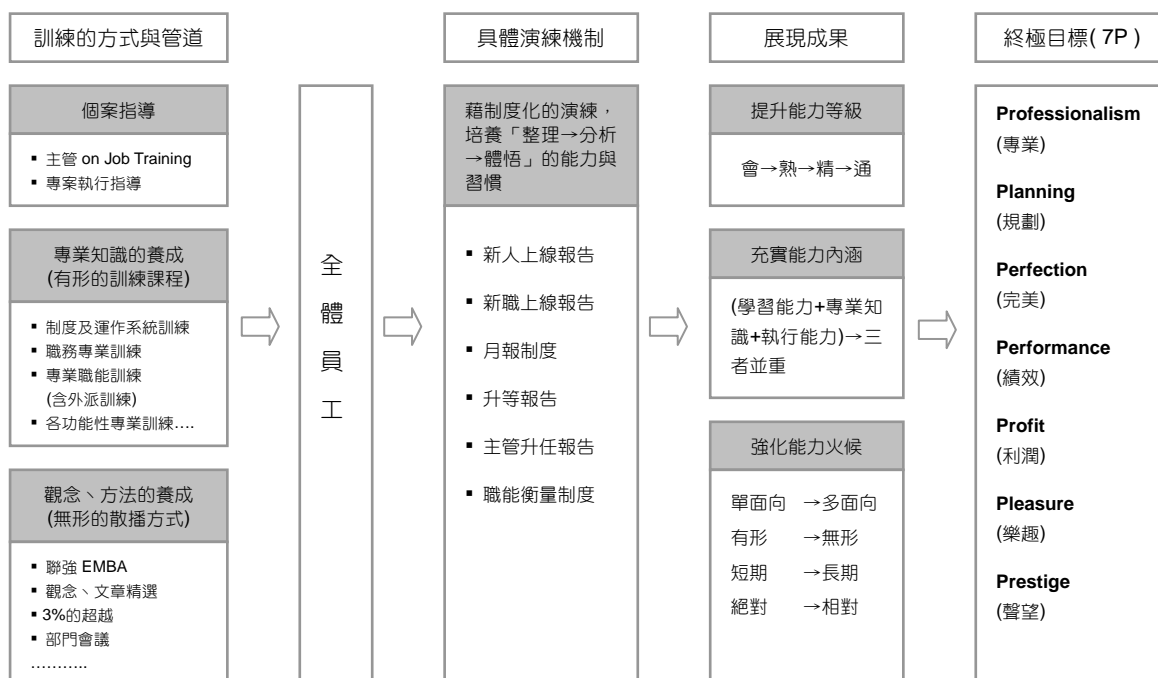 訓練的方式與管道
個案指導
▪ 主管 on Job Training
▪ 專案執行指導
專業知識的養成
(有形的訓練課程)
▪ 制度及運作系統訓練
▪ 職務專業訓練
▪ 專業職能訓練
(含外派訓練)
▪ 各功能性專業訓練….
觀念、方法的養成
(無形的散播方式)
▪ 聯強 EMBA
▪ 觀念、文章精選
▪ 3%的超越
▪ 部門會議
………..
全
體
員
工
具體演練機制
藉制度化的演練，
培養「整理→分析
→體悟」的能力與
習慣
▪ 新人上線報告
▪ 新職上線報告
▪ 月報制度
▪ 升等報告
▪ 主管升任報告
▪ 職能衡量制度
展現成果
提升能力等級
會→熟→精→通
充實能力內涵
(學習能力+專業知
識+執行能力)→三
者並重
強化能力火候
單面向 →多面向
有形 →無形
短期 →長期
絕對 →相對
終極目標( 7P )
Professionalism
(專業)
Planning
(規劃)
Perfection
(完美)
Performance
(績效)
Profit
(利潤)
Pleasure
(樂趣)
Prestige
(聲望)